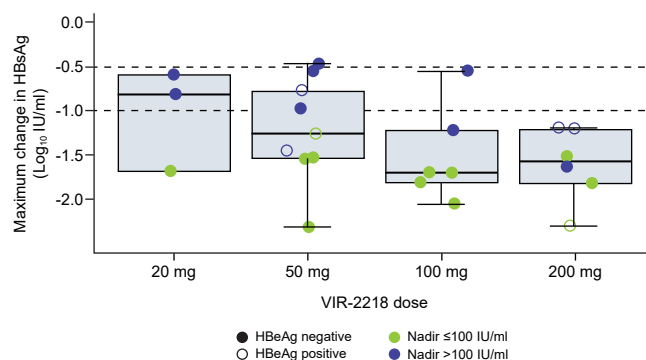 Maximum change in HBsAg
(Log₁₀ IU/ml)
0.0
-0.5
-1.0
-1.5
-2.0
20 mg 50 mg 100 mg 200 mg
VIR-2218 dose
HBeAg negative Nadir ≤100 IU/ml
HBeAg positive Nadir >100 IU/ml